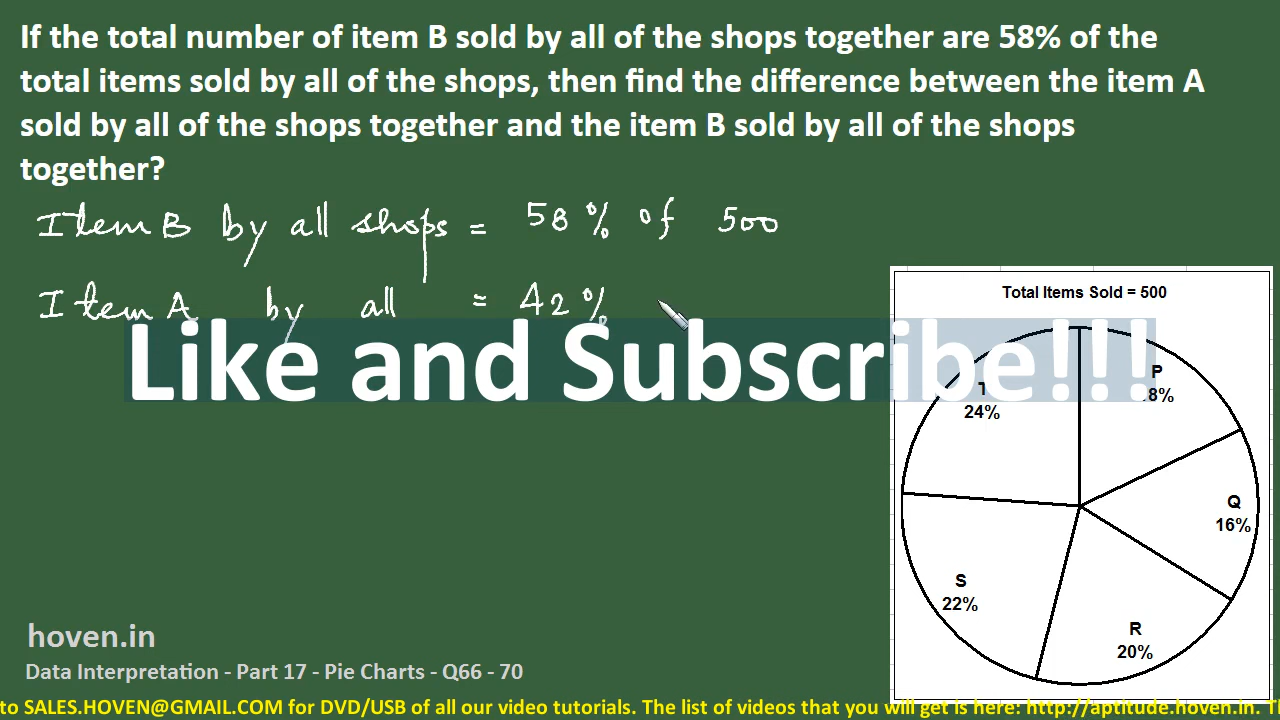 If the total number of item B sold by all of the shops together are 58% of the
total items sold by all of the shops, then find the difference between the item A
sold by all of the shops together and the item B sold by all of the shops
together?
Item B by all shops = 58% of 500
Item A by all = 42%
Like and Subscribe!!!
Total Items Sold = 500
P
8%
T
24%
Q
16%
S
22%
R
20%
hoven.in
Data Interpretation - Part 17 - Pie Charts - Q66 - 70
to SALES.HOVEN@GMAIL.COM for DVD/USB of all our video tutorials. The list of videos that you will get is here: http://aptitude.hoven.in. T